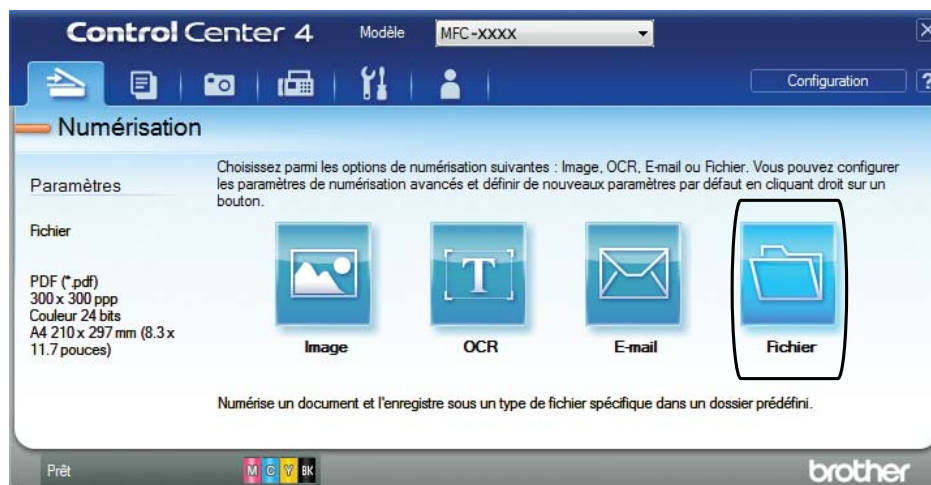 ControlCenter 4 Modèle MFC-XXXX X
Configuration ?
Numérisation
Paramètres
Fichier
PDF (*.pdf)
300 x 300 ppp
Couleur 24 bits
A4 210 x 297 mm (8.3 x
11.7 pouces)
Choisissez parmi les options de numérisation suivantes : Image, OCR, E-mail ou Fichier. Vous pouvez configurer
les paramètres de numérisation avancés et définir de nouveaux paramètres par défaut en cliquant droit sur un
bouton.
T
Image OCR E-mail Fichier
Numérise un document et l'enregistre sous un type de fichier spécifique dans un dossier prédéfini.
Prêt M C Y BK brother